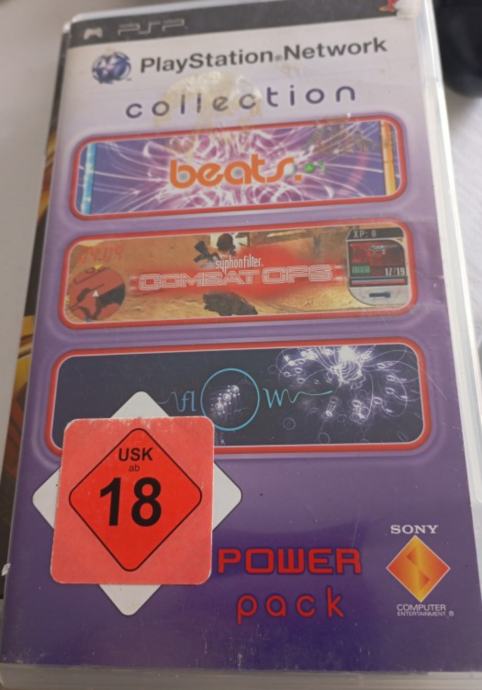 PSP
PlayStation®Network
collection
beats.
syphonfilter
COMBAT OPS
XP: 0
17/19
flOw
USK
ab
18
POWER
pack
SONY
COMPUTER
ENTERTAINMENT®